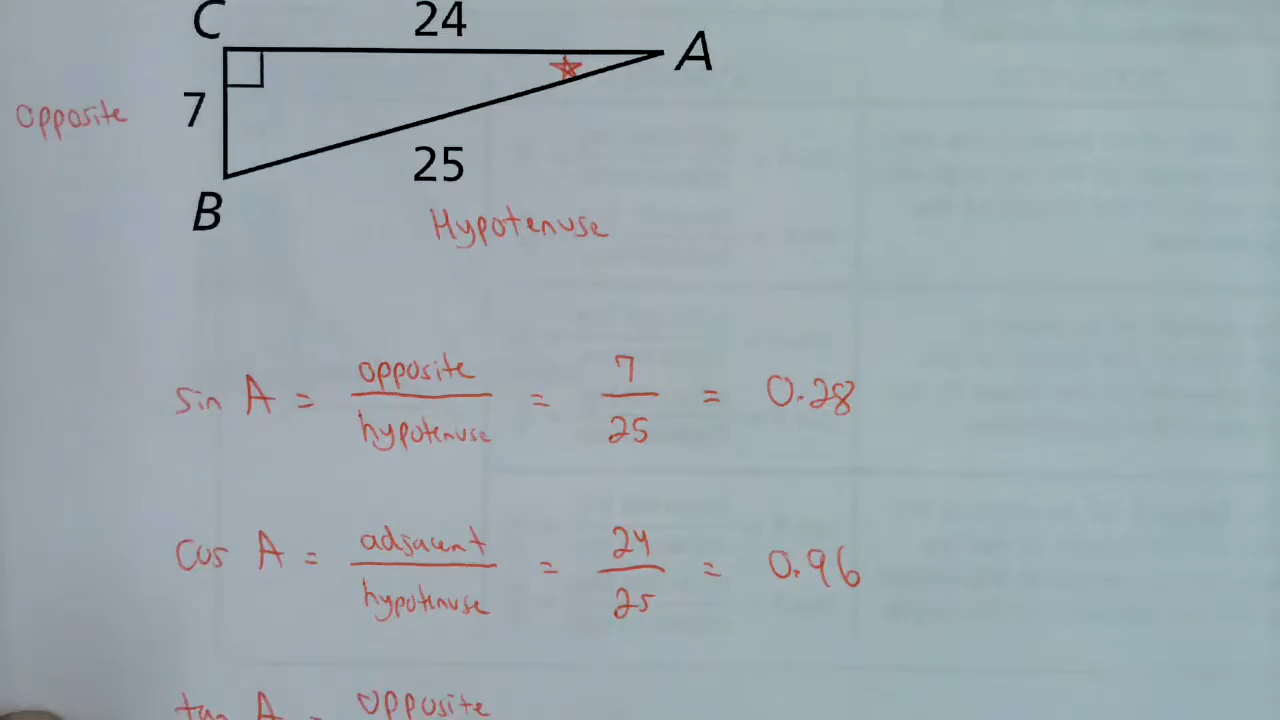 C 24 A
Opposite 7
25
B
Hypotenuse
sin A = opposite / hypotenuse = 7 / 25 = 0.28
cos A = adjacent / hypotenuse = 24 / 25 = 0.96
tan A = opposite